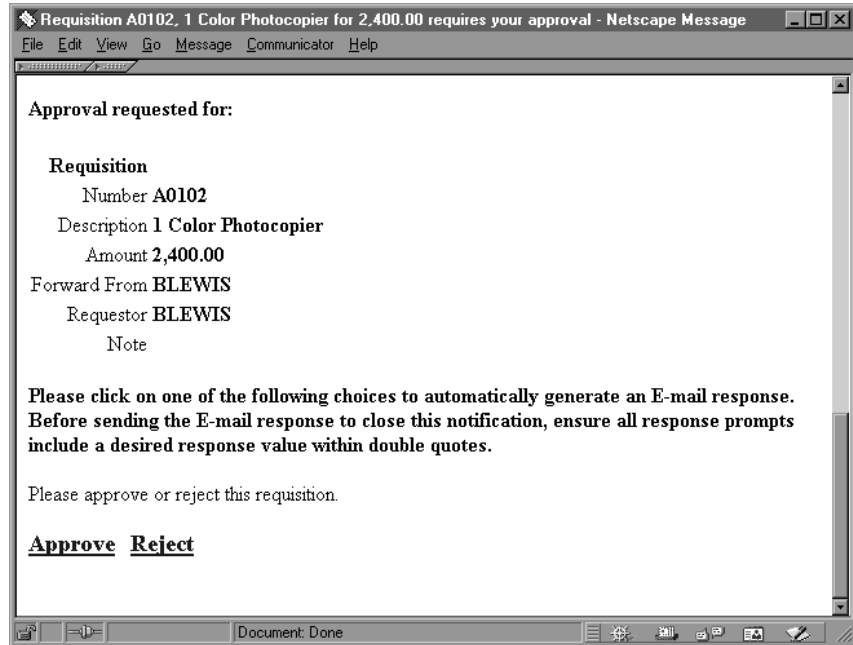 Requisition A0102, 1 Color Photocopier for 2,400.00 requires your approval - Netscape Message
File Edit View Go Message Communicator Help
Approval requested for:
Requisition
Number A0102
Description 1 Color Photocopier
Amount 2,400.00
Forward From BLEWIS
Requestor BLEWIS
Note
Please click on one of the following choices to automatically generate an E-mail response.
Before sending the E-mail response to close this notification, ensure all response prompts
include a desired response value within double quotes.
Please approve or reject this requisition.
Approve Reject
Document: Done